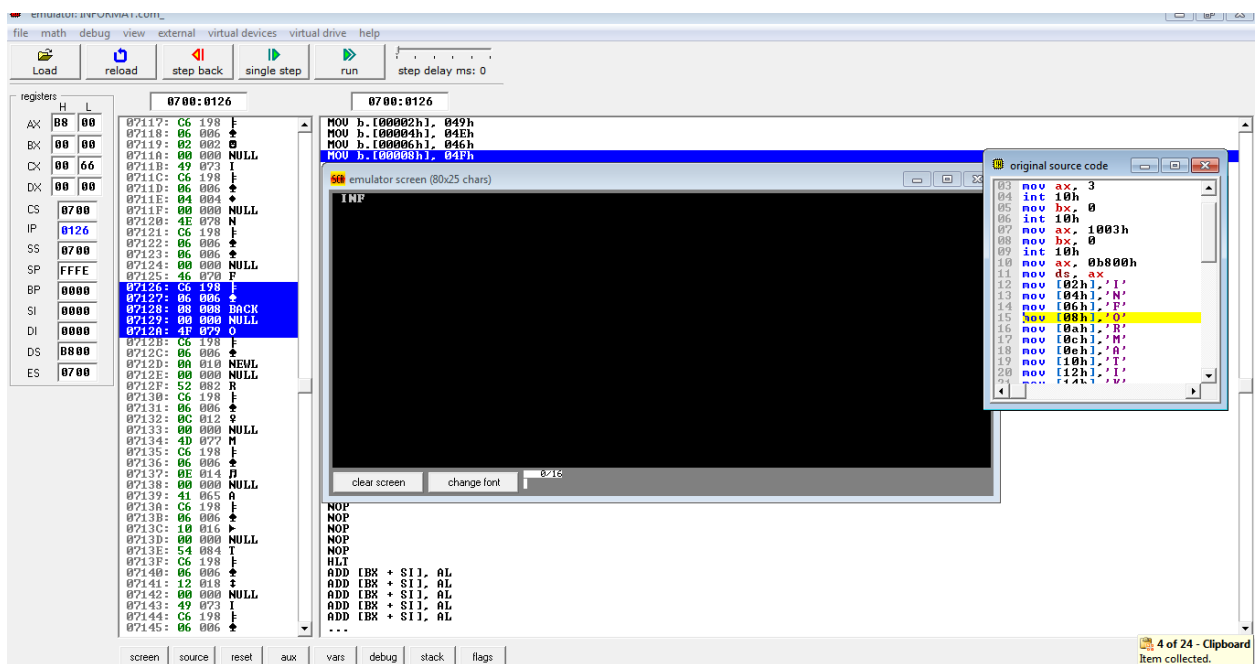 emulator: INFORMAT.com_
file math debug view external virtual devices virtual drive help
Load reload step back single step run step delay ms: 0
registers
H L
0700:0126 0700:0126
AX B8 00
BX 00 00
CX 00 66
DX 00 00
CS 0700
IP 0126
SS 0700
SP FFFE
BP 0000
SI 0000
DI 0000
DS B800
ES 0700
07117: C6 198 ╞
07118: 06 006 ♠
07119: 02 002 ☻
0711A: 00 000 NULL
0711B: 49 073 I
0711C: C6 198 ╞
0711D: 06 006 ♠
0711E: 04 004 ♦
0711F: 00 000 NULL
07120: 4E 078 N
07121: C6 198 ╞
07122: 06 006 ♠
07123: 06 006 ♠
07124: 00 000 NULL
07125: 46 070 F
07126: C6 198 ╞
07127: 06 006 ♠
07128: 08 008 BACK
07129: 00 000 NULL
0712A: 4F 079 O
0712B: C6 198 ╞
0712C: 06 006 ♠
0712D: 0A 010 NEWL
0712E: 00 000 NULL
0712F: 52 082 R
07130: C6 198 ╞
07131: 06 006 ♠
07132: 0C 012 ♀
07133: 00 000 NULL
07134: 4D 077 M
07135: C6 198 ╞
07136: 06 006 ♠
07137: 0E 014 ♫
07138: 00 000 NULL
07139: 41 065 A
0713A: C6 198 ╞
0713B: 06 006 ♠
0713C: 10 016 ►
0713D: 00 000 NULL
0713E: 54 084 T
0713F: C6 198 ╞
07140: 06 006 ♠
07141: 12 018 ↕
07142: 00 000 NULL
07143: 49 073 I
07144: C6 198 ╞
07145: 06 006 ♠
MOV b.[00002h], 049h
MOV b.[00004h], 04Eh
MOV b.[00006h], 046h
MOV b.[00008h], 04Fh
emulator screen (80x25 chars)
INF
clear screen change font 0/16
NOP
NOP
NOP
NOP
NOP
HLT
ADD [BX + SI], AL
ADD [BX + SI], AL
ADD [BX + SI], AL
ADD [BX + SI], AL
...
original source code
03 mov ax, 3
04 int 10h
05 mov bx, 0
06 int 10h
07 mov ax, 1003h
08 mov bx, 0
09 int 10h
10 mov ax, 0b800h
11 mov ds, ax
12 mov [02h],'I'
13 mov [04h],'N'
14 mov [06h],'F'
15 mov [08h],'O'
16 mov [0ah],'R'
17 mov [0ch],'M'
18 mov [0eh],'A'
19 mov [10h],'T'
20 mov [12h],'I'
21 mov [14h],'K'
screen source reset aux vars debug stack flags
4 of 24 - Clipboard
Item collected.